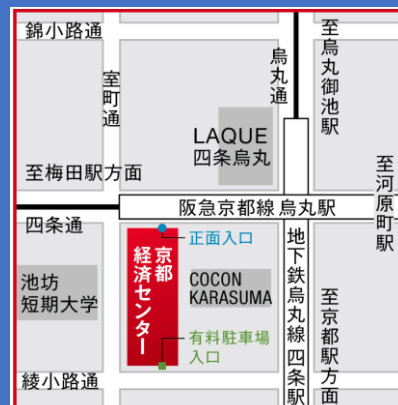 錦小路通
室町通
烏丸通
至烏丸御池駅
LAQUE
四条烏丸
至梅田駅方面
至河原町駅
阪急京都線 烏丸駅
四条通
正面入口
京都
経済センター
池坊
短期大学
COCON
KARASUMA
地下鉄烏丸線 四条駅
至京都駅方面
有料駐車場
入口
綾小路通